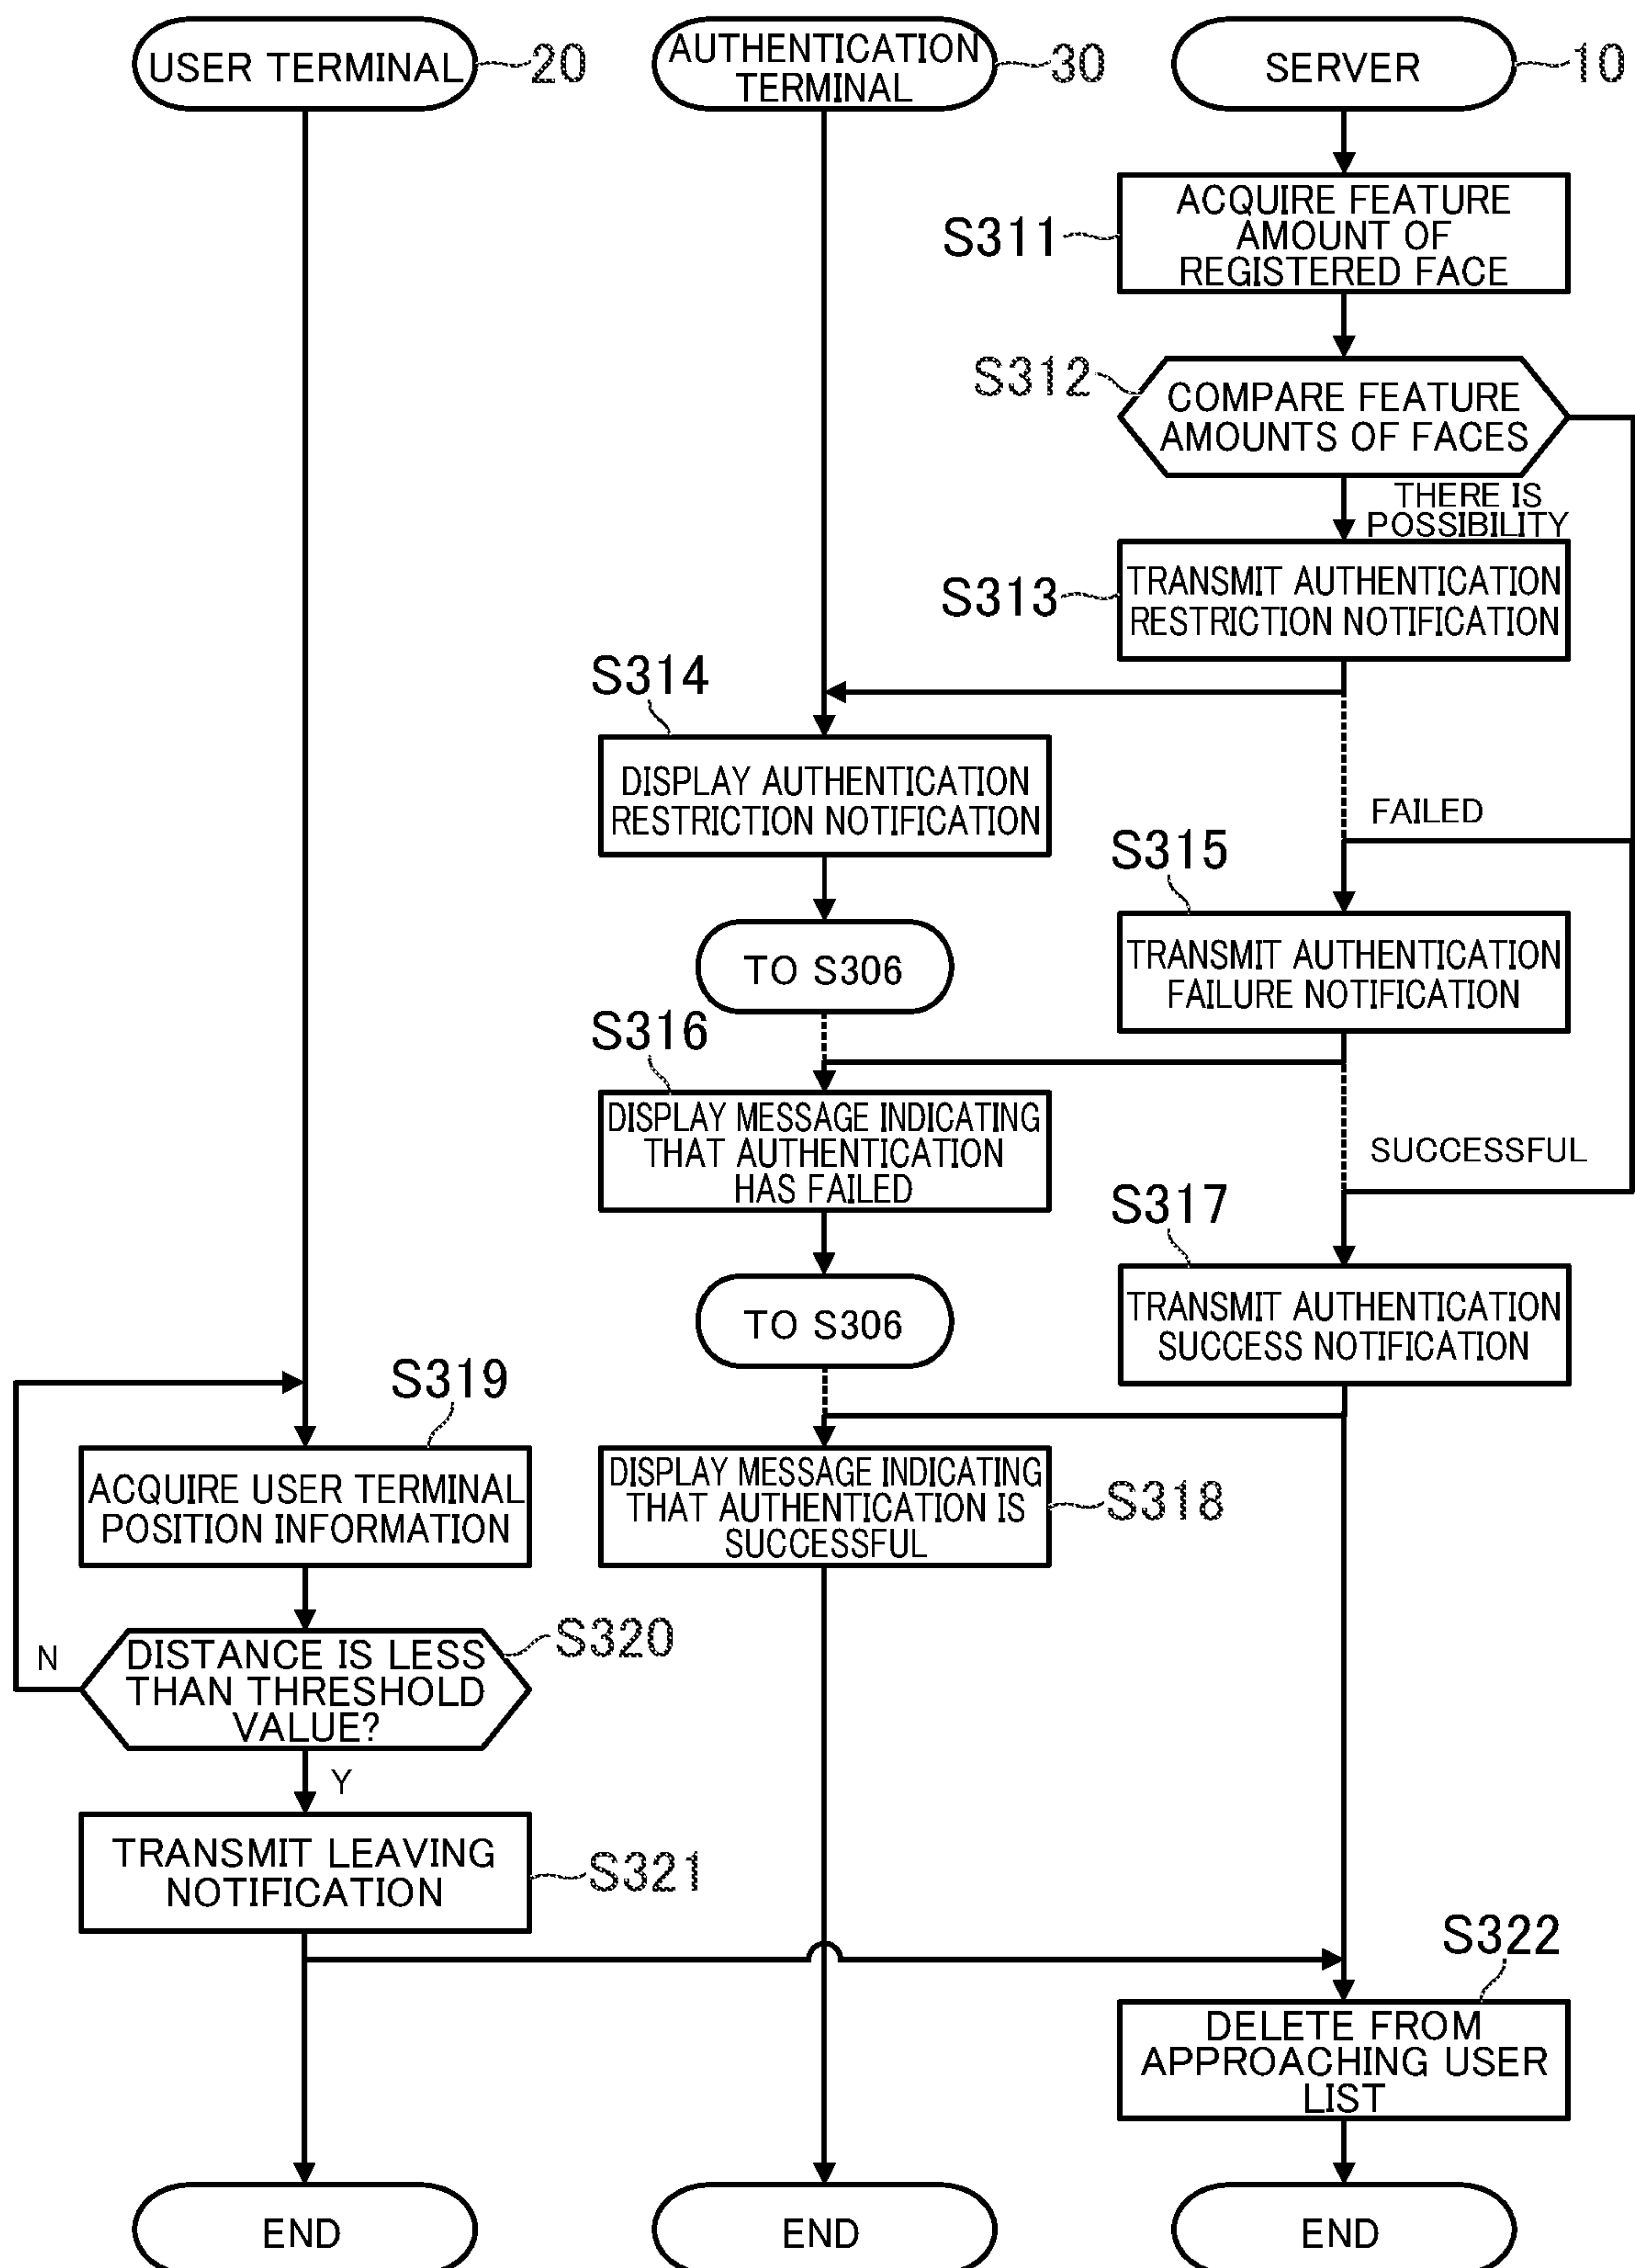 USER TERMINAL
20
AUTHENTICATION
TERMINAL
30
SERVER
10
S311
ACQUIRE FEATURE
AMOUNT OF
REGISTERED FACE
S312
COMPARE FEATURE
AMOUNTS OF FACES
THERE IS
POSSIBILITY
S313
TRANSMIT AUTHENTICATION
RESTRICTION NOTIFICATION
S314
DISPLAY AUTHENTICATION
RESTRICTION NOTIFICATION
FAILED
S315
TRANSMIT AUTHENTICATION
FAILURE NOTIFICATION
TO S306
S316
DISPLAY MESSAGE INDICATING
THAT AUTHENTICATION
HAS FAILED
SUCCESSFUL
S317
TRANSMIT AUTHENTICATION
SUCCESS NOTIFICATION
TO S306
S318
DISPLAY MESSAGE INDICATING
THAT AUTHENTICATION IS
SUCCESSFUL
S319
ACQUIRE USER TERMINAL
POSITION INFORMATION
S320
DISTANCE IS LESS
THAN THRESHOLD
VALUE?
N
Y
TRANSMIT LEAVING
NOTIFICATION
S321
S322
DELETE FROM
APPROACHING USER
LIST
END
END
END